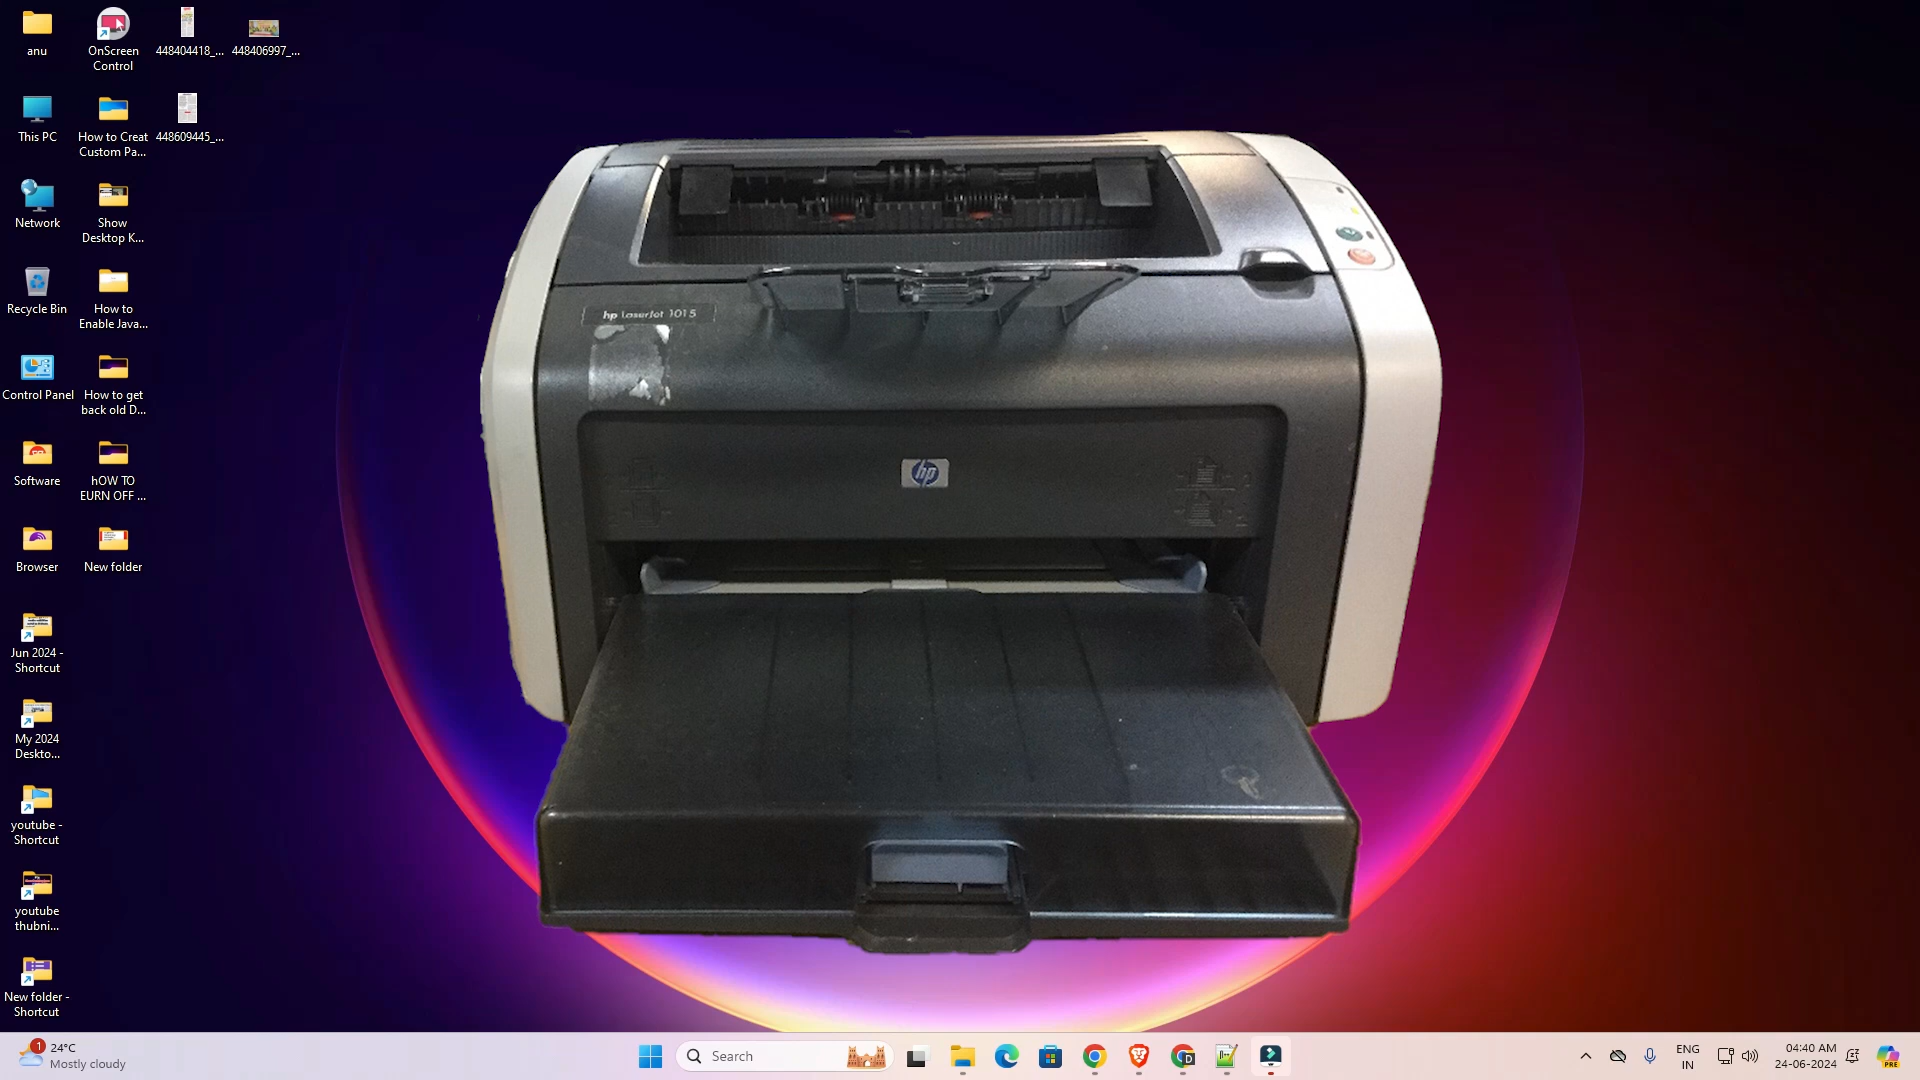 anu
OnScreen
Control
448404418_...
448406997_...
This PC
How to Creat
Custom Pa...
448609445_...
Network
Show
Desktop K...
Recycle Bin
How to
Enable Java...
Control Panel
How to get
back old D...
Software
hOW TO
EURN OFF ...
Browser
New folder
Jun 2024 -
Shortcut
My 2024
Deskto...
youtube -
Shortcut
youtube
thubni...
New folder -
Shortcut
hp LaserJet 1015
hp
1
24°C
Mostly cloudy
Search
D
ENG
IN
04:40 AM
24-06-2024
PRE